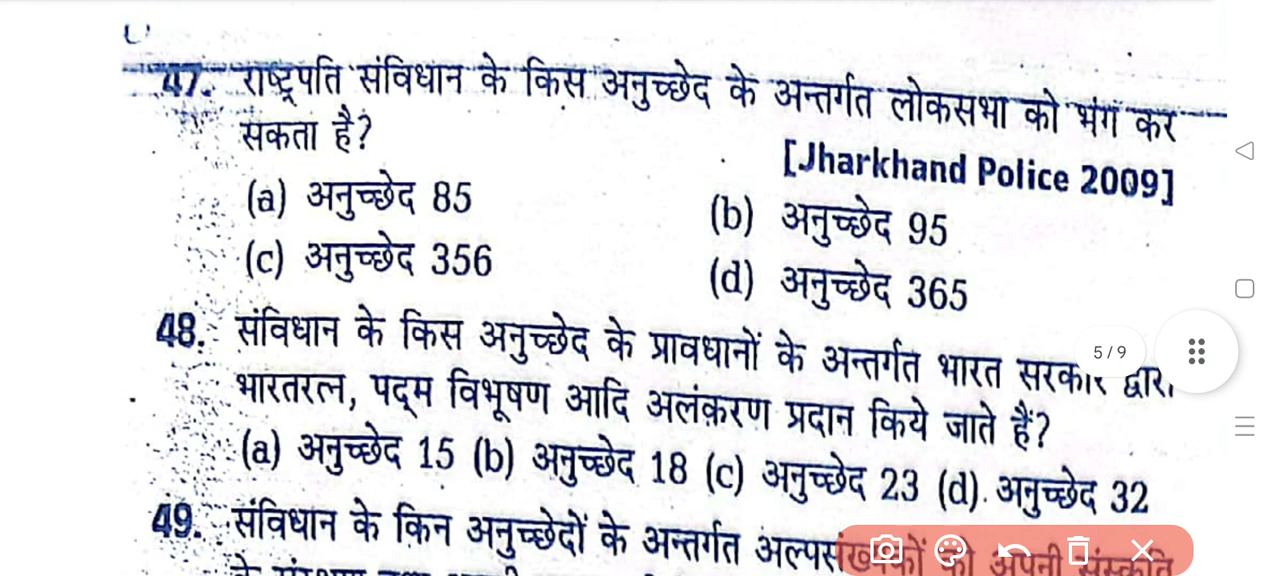 47. राष्ट्रपति संविधान के किस अनुच्छेद के अन्तर्गत लोकसभा को भंग कर
सकता है?
[Jharkhand Police 2009]
(a) अनुच्छेद 85 (b) अनुच्छेद 95
(c) अनुच्छेद 356 (d) अनुच्छेद 365
48. संविधान के किस अनुच्छेद के प्रावधानों के अन्तर्गत भारत सरकार द्वारा
5/9
भारतरत्न, पद्म विभूषण आदि अलंकरण प्रदान किये जाते हैं?
(a) अनुच्छेद 15 (b) अनुच्छेद 18 (c) अनुच्छेद 23 (d) अनुच्छेद 32
49. संविधान के किन अनुच्छेदों के अन्तर्गत अल्पसंख्यकों को अपनी संस्कृति